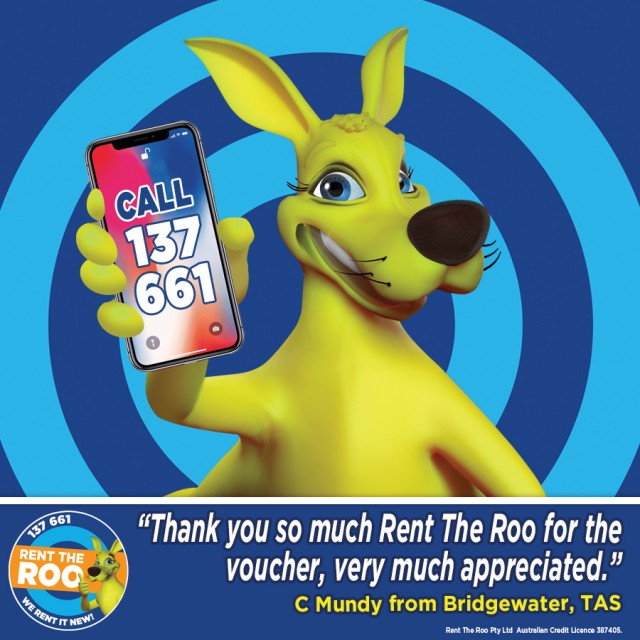 CALL
137
661
137 661
RENT THE
ROO
WE RENT IT NEW!
“Thank you so much Rent The Roo for the
voucher, very much appreciated.”
C Mundy from Bridgewater, TAS
Rent The Roo Pty Ltd Australian Credit Licence 387405.